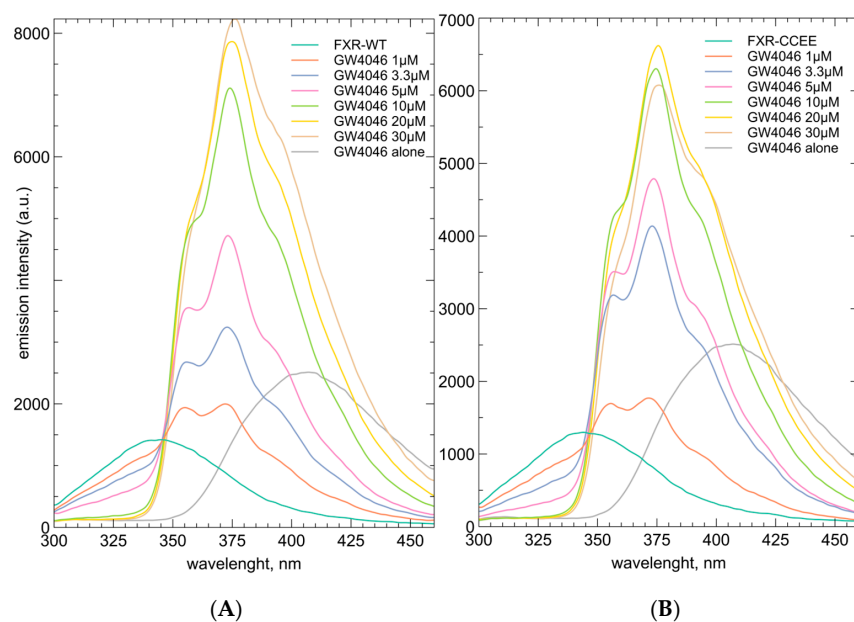 8000
6000
2000
0
emission intensity (a.u.)
FXR-WT
GW4046 1µM
GW4046 3.3µM
GW4046 5µM
GW4046 10µM
GW4046 20µM
GW4046 30µM
GW4046 alone
300 325 350 375 400 425 450
wavelenght, nm
(A)
7000
6000
5000
4000
3000
2000
1000
0
FXR-CCEE
GW4046 1µM
GW4046 3.3µM
GW4046 5µM
GW4046 10µM
GW4046 20µM
GW4046 30µM
GW4046 alone
300 325 350 375 400 425 450
wavelenght, nm
(B)